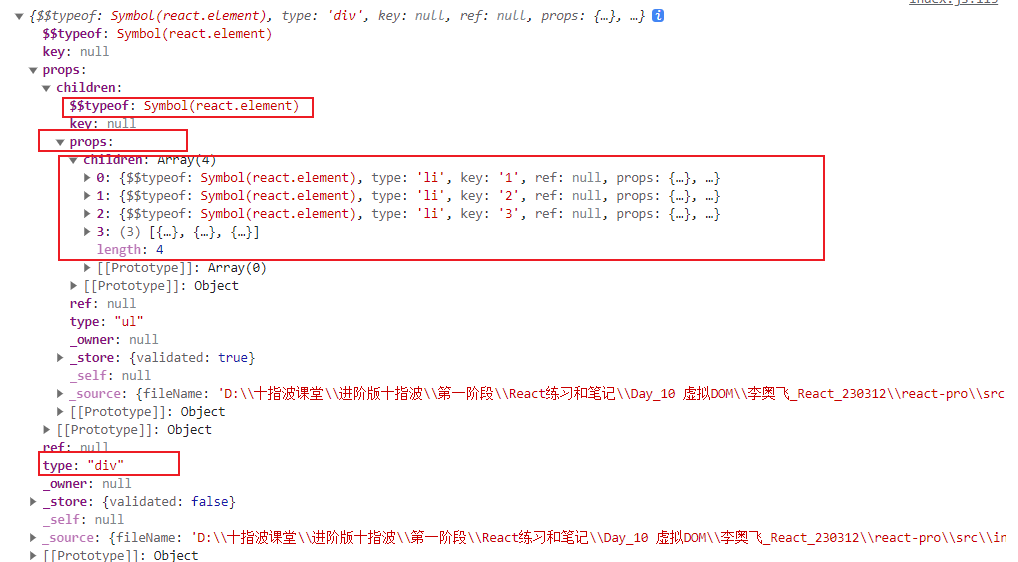 index.js:119
▼ {$$typeof: Symbol(react.element), type: 'div', key: null, ref: null, props: {…}, …} i
$$typeof: Symbol(react.element)
key: null
▼ props:
▼ children:
$$typeof: Symbol(react.element)
key: null
▼ props:
▼ children: Array(4)
▶ 0: {$$typeof: Symbol(react.element), type: 'li', key: '1', ref: null, props: {…}, …}
▶ 1: {$$typeof: Symbol(react.element), type: 'li', key: '2', ref: null, props: {…}, …}
▶ 2: {$$typeof: Symbol(react.element), type: 'li', key: '3', ref: null, props: {…}, …}
▶ 3: (3) [{…}, {…}, {…}]
length: 4
▶ [[Prototype]]: Array(0)
▶ [[Prototype]]: Object
ref: null
type: "ul"
_owner: null
▶ _store: {validated: true}
_self: null
▶ _source: {fileName: 'D:\\十指波课堂\\进阶版十指波\\第一阶段\\React练习和笔记\\Day_10 虚拟DOM\\李奥飞_React_230312\\react-pro\\src
▶ [[Prototype]]: Object
▶ [[Prototype]]: Object
ref: null
type: "div"
_owner: null
▶ _store: {validated: false}
_self: null
▶ _source: {fileName: 'D:\\十指波课堂\\进阶版十指波\\第一阶段\\React练习和笔记\\Day_10 虚拟DOM\\李奥飞_React_230312\\react-pro\\src\\in
▶ [[Prototype]]: Object